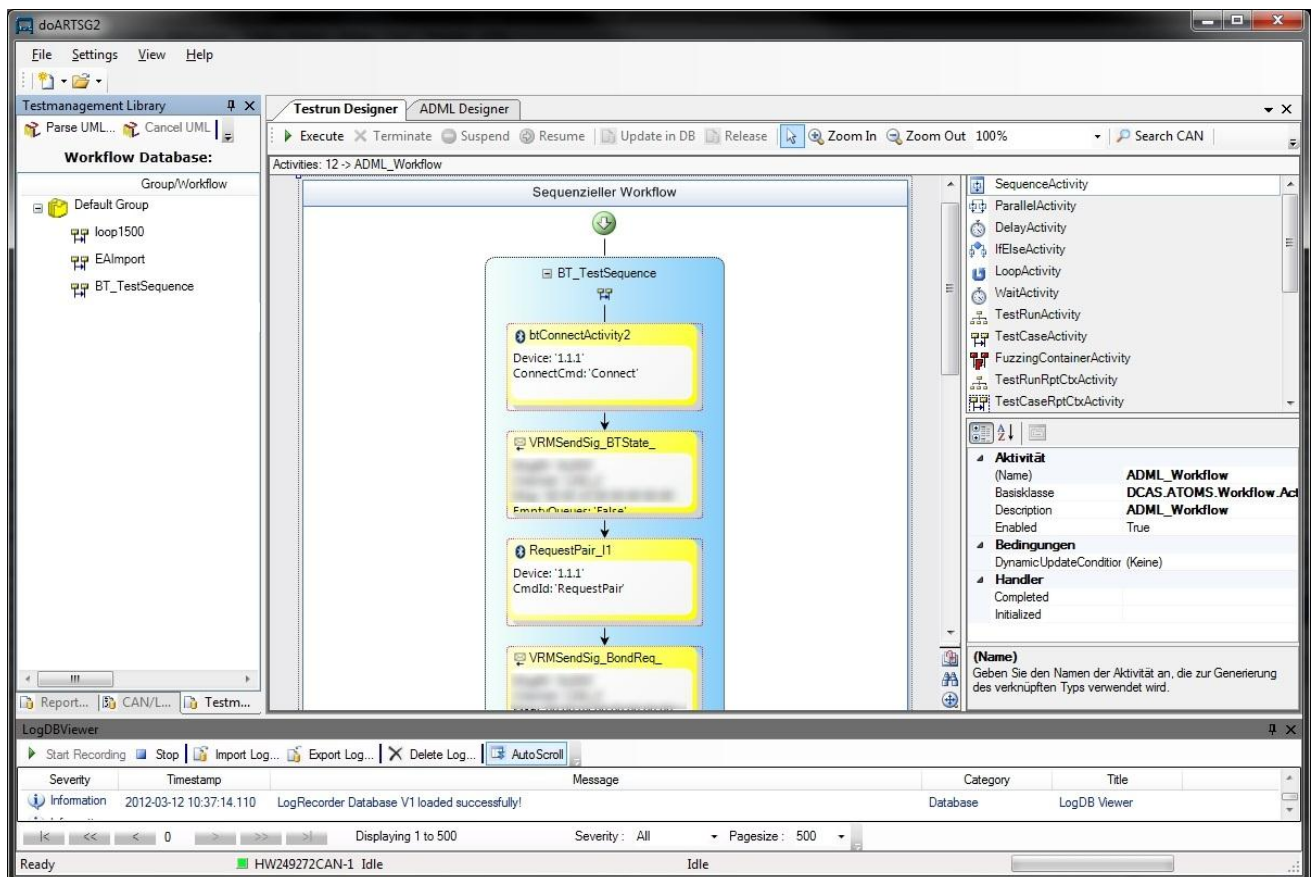 doARTSG2
File Settings View Help
Testmanagement Library
Parse UML... Cancel UML
Workflow Database:
Group/Workflow
Default Group
loop1500
EAImport
BT_TestSequence
Report... CAN/L... Testm...
Testrun Designer ADML Designer
Execute Terminate Suspend Resume Update in DB Release Zoom In Zoom Out 100% Search CAN
Activities: 12 -> ADML_Workflow
Sequenzieller Workflow
BT_TestSequence
btConnectActivity2
Device: '1.1.1'
ConnectCmd: 'Connect'
VRMSendSig_BTState_
EmptyQueues: 'False'
RequestPair_I1
Device: '1.1.1'
CmdId: 'RequestPair'
VRMSendSig_BondReq_
SequenceActivity
ParallelActivity
DelayActivity
IfElseActivity
LoopActivity
WaitActivity
TestRunActivity
TestCaseActivity
FuzzingContainerActivity
TestRunRptCtxActivity
TestCaseRptCtxActivity
Aktivität
(Name) ADML_Workflow
Basisklasse DCAS.ATOMS.Workflow.Act
Description ADML_Workflow
Enabled True
Bedingungen
DynamicUpdateCondition (Keine)
Handler
Completed
Initialized
(Name)
Geben Sie den Namen der Aktivität an, die zur Generierung
des verknüpften Typs verwendet wird.
LogDBViewer
Start Recording Stop Import Log... Export Log... Delete Log... AutoScroll
Severity Timestamp Message Category Title
Information 2012-03-12 10:37:14.110 LogRecorder Database V1 loaded successfully! Database LogDB Viewer
|< << < 0 > >> >| Displaying 1 to 500 Severity : All Pagesize : 500
Ready HW249272CAN-1 Idle Idle